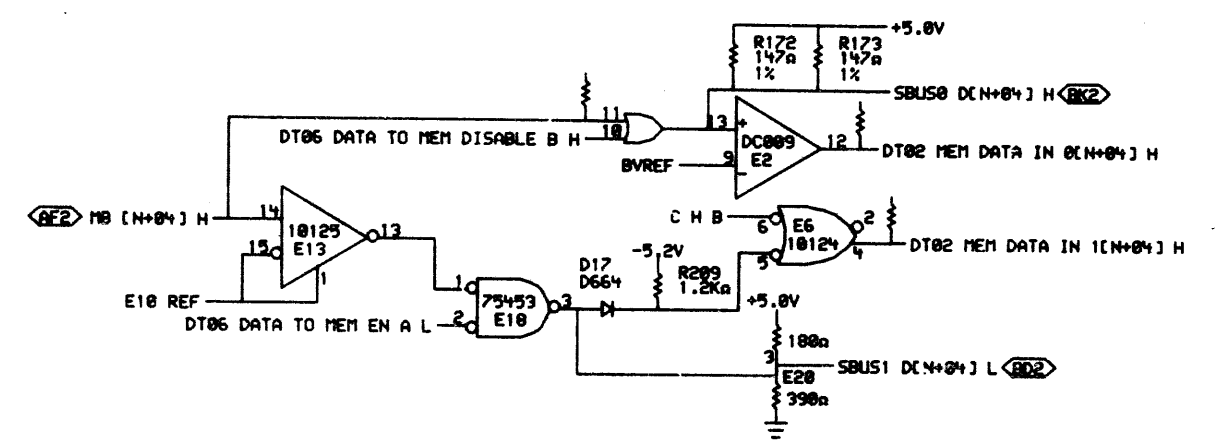 +5.0V
R172 R173
147Ω 147Ω
1% 1%
SBUS0 D[N+04] H BK2
11
DT06 DATA TO MEM DISABLE B H 10
13 +
DC009
E2
12 DT02 MEM DATA IN 0[N+04] H
BVREF 9 -
AF2 MB [N+04] H 14
10125
E13
13
15
1
E10 REF
C H B 6
E6
10124
2
4 DT02 MEM DATA IN 1[N+04] H
5
-5.2V
D17
D664
R209
1.2KΩ
1
75453
E18
3
DT06 DATA TO MEM EN A L 2
+5.0V
180Ω
3 SBUS1 D[N+04] L BD2
E20
390Ω